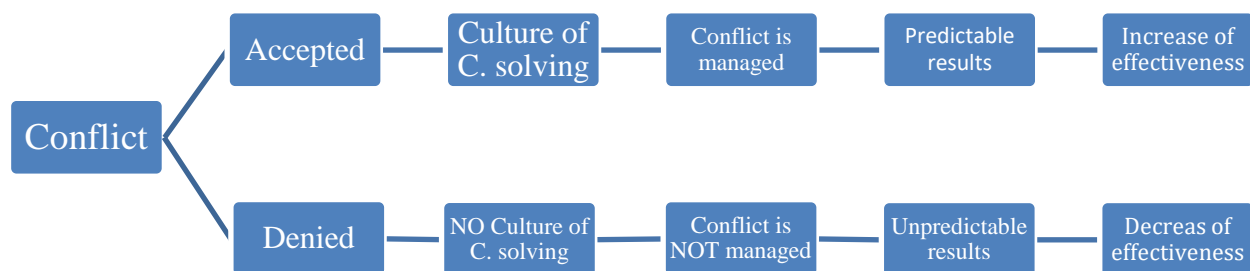 Conflict
Accepted
Culture of
C. solving
Conflict is
managed
Predictable
results
Increase of
effectiveness
Denied
NO Culture of
C. solving
Conflict is
NOT managed
Unpredictable
results
Decreas of
effectiveness